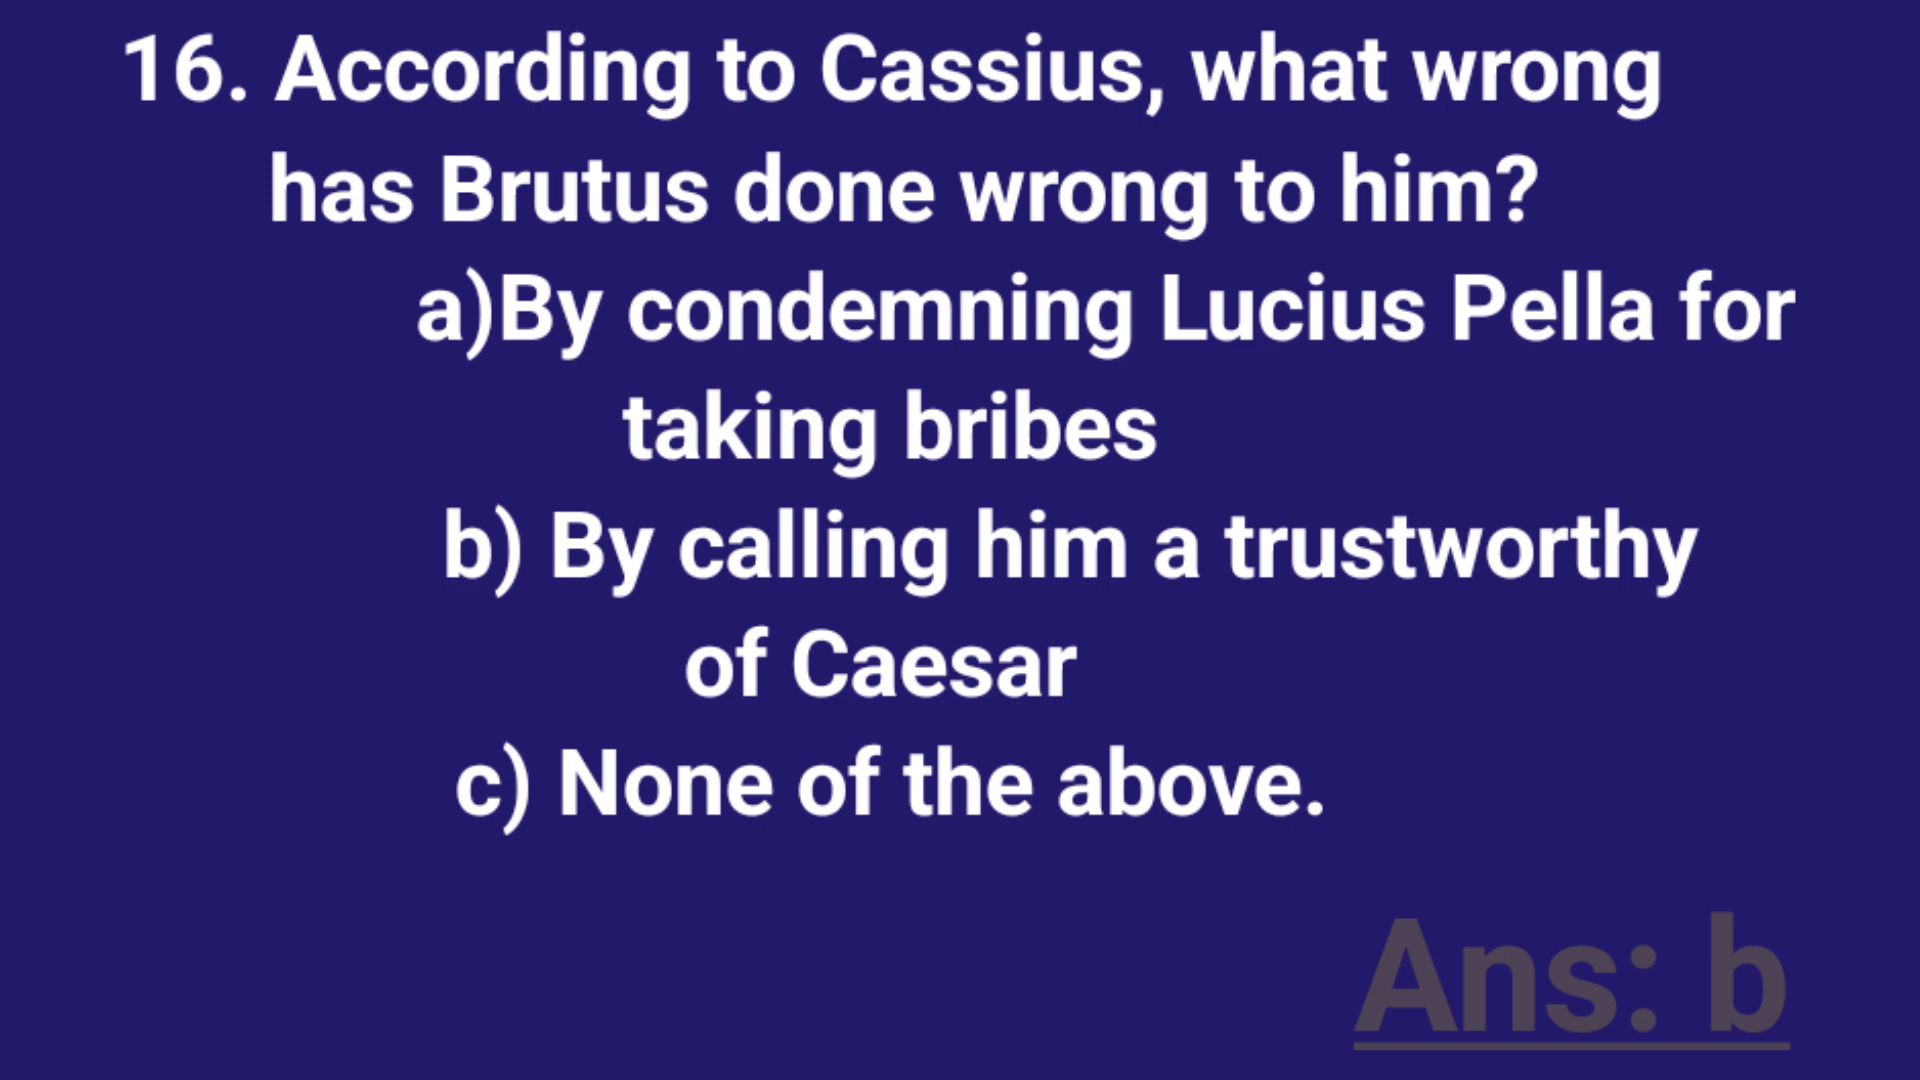 16. According to Cassius, what wrong
has Brutus done wrong to him?
a)By condemning Lucius Pella for
taking bribes
b) By calling him a trustworthy
of Caesar
c) None of the above.
Ans: b